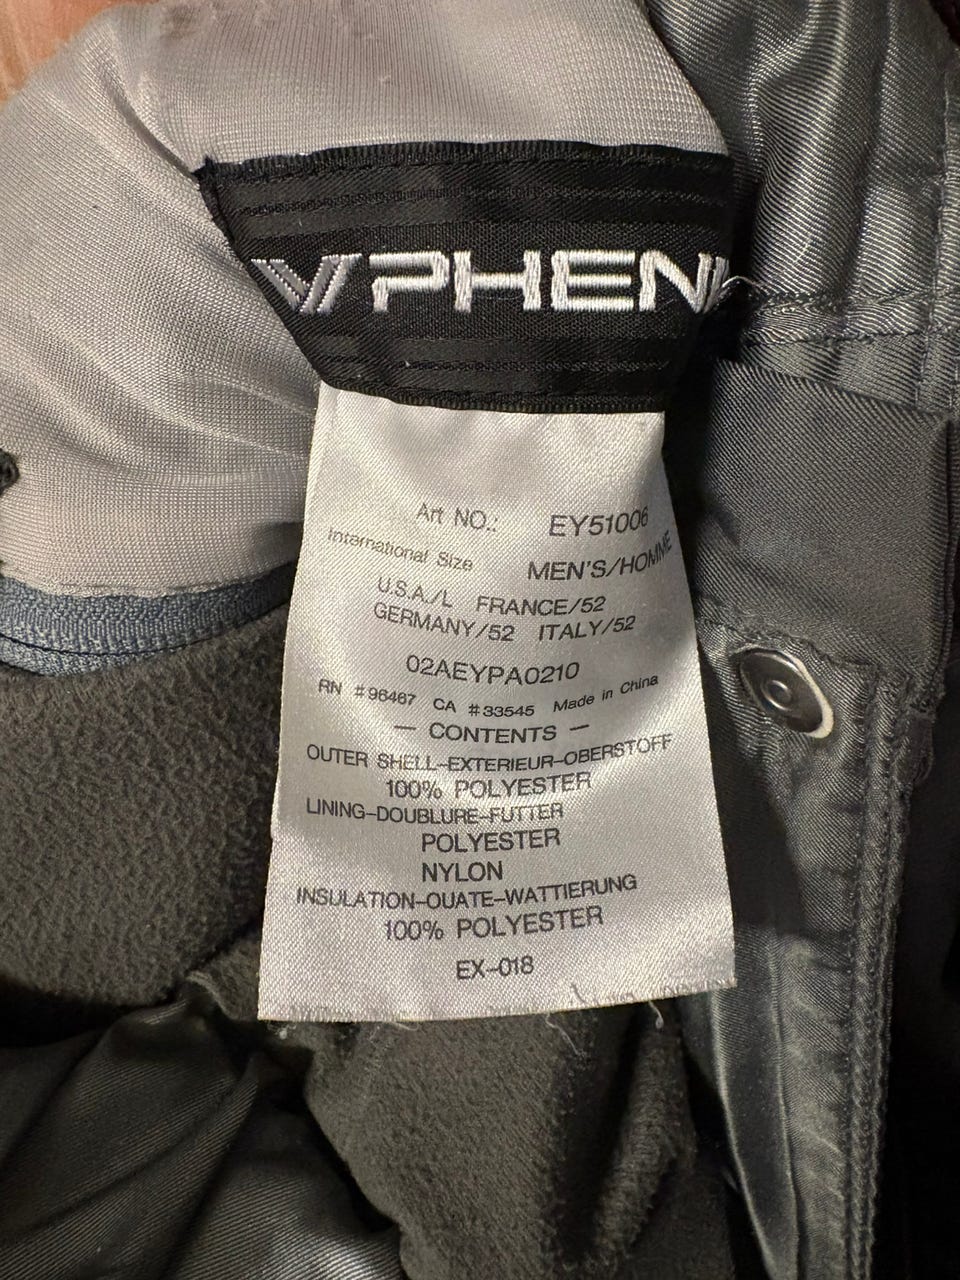 PHEN
Art NO.: EY51006
International Size MEN'S/HOMME
U.S.A./L FRANCE/52
GERMANY/52 ITALY/52
02AEYPA0210
RN #96467 CA #33545 Made in China
— CONTENTS —
OUTER SHELL-EXTERIEUR-OBERSTOFF
100% POLYESTER
LINING-DOUBLURE-FUTTER
POLYESTER
NYLON
INSULATION-OUATE-WATTIERUNG
100% POLYESTER
EX-018